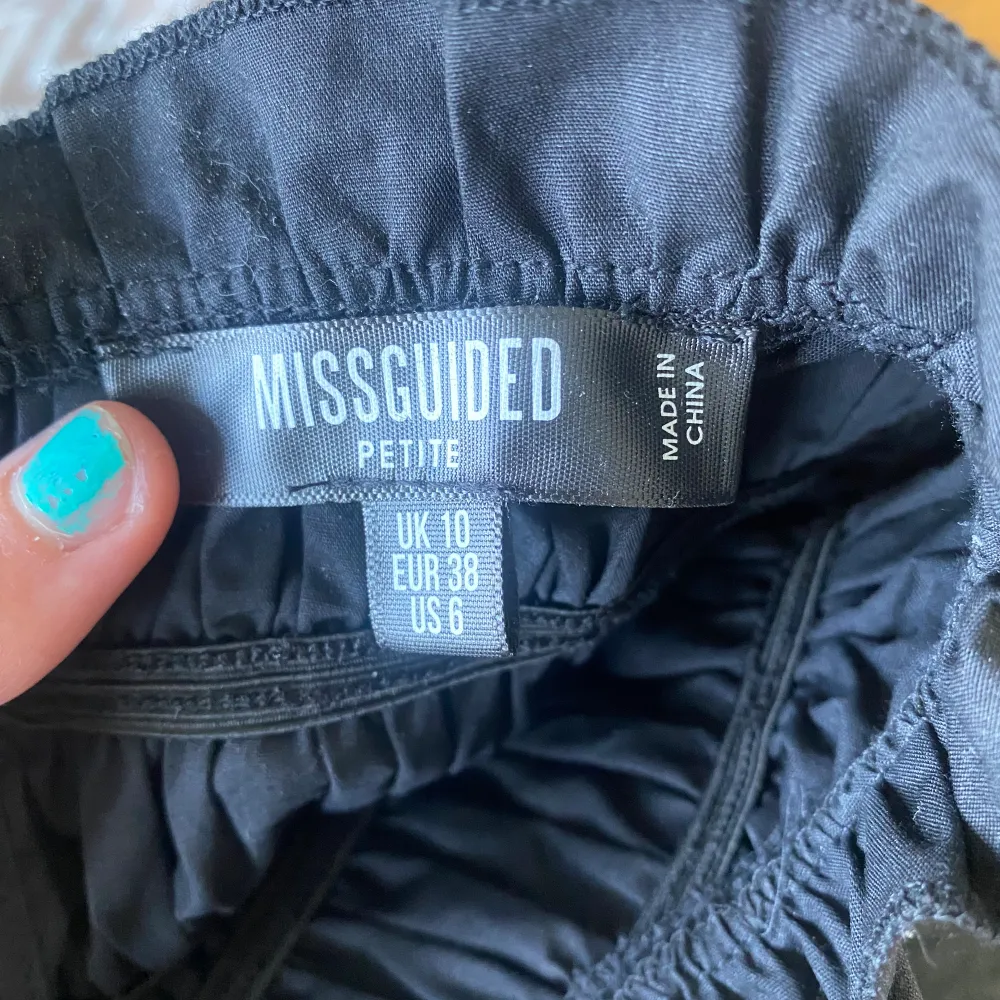 MISSGUIDED
PETITE
MADE IN
CHINA
UK 10
EUR 38
US 6